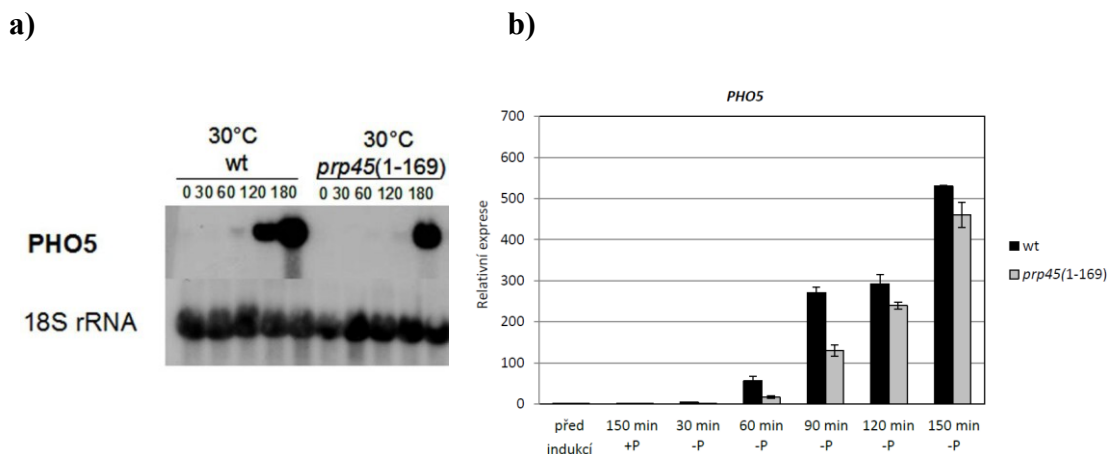 a)
30°C
wt
30°C
prp45(1-169)
0 30 60 120 180
0 30 60 120 180
PHO5
18S rRNA
b)
PHO5
Relativní exprese
700
600
500
400
300
200
100
0
před indukcí
150 min +P
30 min -P
60 min -P
90 min -P
120 min -P
150 min -P
wt
prp45(1-169)